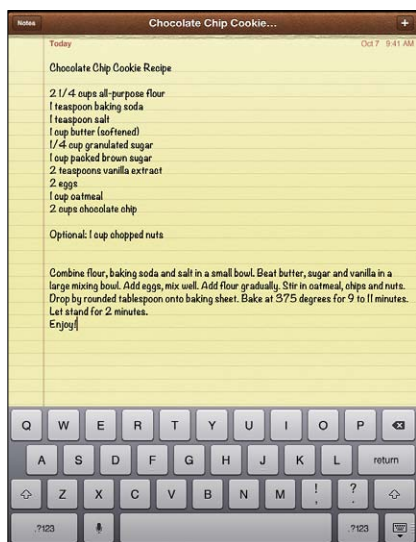 Notes
Chocolate Chip Cookie...
+
Today
Oct 7 9:41 AM
Chocolate Chip Cookie Recipe
2 1/4 cups all-purpose flour
1 teaspoon baking soda
1 teaspoon salt
1 cup butter (softened)
1/4 cup granulated sugar
1 cup packed brown sugar
2 teaspoons vanilla extract
2 eggs
1 cup oatmeal
2 cups chocolate chip
Optional: 1 cup chopped nuts
Combine flour, baking soda and salt in a small bowl. Beat butter, sugar and vanilla in a
large mixing bowl. Add eggs, mix well. Add flour gradually. Stir in oatmeal, chips and nuts.
Drop by rounded tablespoon onto baking sheet. Bake at 375 degrees for 9 to 11 minutes.
Let stand for 2 minutes.
Enjoy!
Q W E R T Y U I O P
A S D F G H J K L return
Z X C V B N M ! , ? .
.?123 .?123